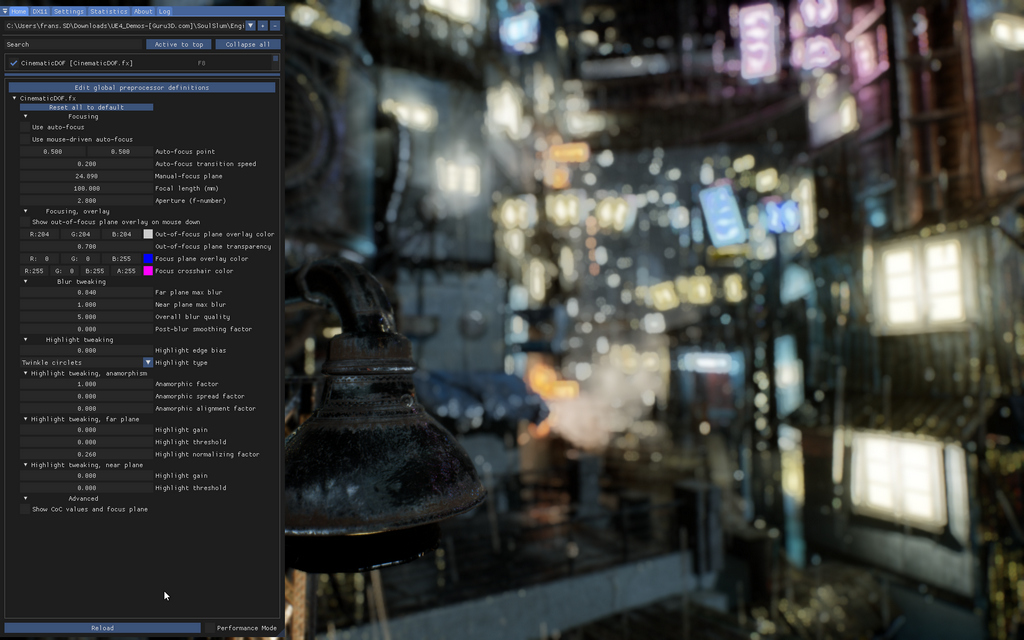 Home DX11 Settings Statistics About Log
C:\Users\frans.SD\Downloads\UE4_Demos-[Guru3D.com]\SoulSlum\Engi + -
Search Active to top Collapse all
CinematicDOF [CinematicDOF.fx] F8
Edit global preprocessor definitions
CinematicDOF.fx
Reset all to default
Focusing
Use auto-focus
Use mouse-driven auto-focus
0.500 0.500 Auto-focus point
0.200 Auto-focus transition speed
24.090 Manual-focus plane
100.000 Focal length (mm)
2.800 Aperture (f-number)
Focusing, overlay
Show out-of-focus plane overlay on mouse down
R:204 G:204 B:204 Out-of-focus plane overlay color
0.700 Out-of-focus plane transparency
R: 0 G: 0 B:255 Focus plane overlay color
R:255 G: 0 B:255 A:255 Focus crosshair color
Blur tweaking
0.840 Far plane max blur
1.000 Near plane max blur
5.000 Overall blur quality
0.000 Post-blur smoothing factor
Highlight tweaking
0.000 Highlight edge bias
Twinkle circlets Highlight type
Highlight tweaking, anamorphism
1.000 Anamorphic factor
0.000 Anamorphic spread factor
0.000 Anamorphic alignment factor
Highlight tweaking, far plane
0.000 Highlight gain
0.000 Highlight threshold
0.260 Highlight normalizing factor
Highlight tweaking, near plane
0.000 Highlight gain
0.000 Highlight threshold
Advanced
Show CoC values and focus plane
Reload Performance Mode